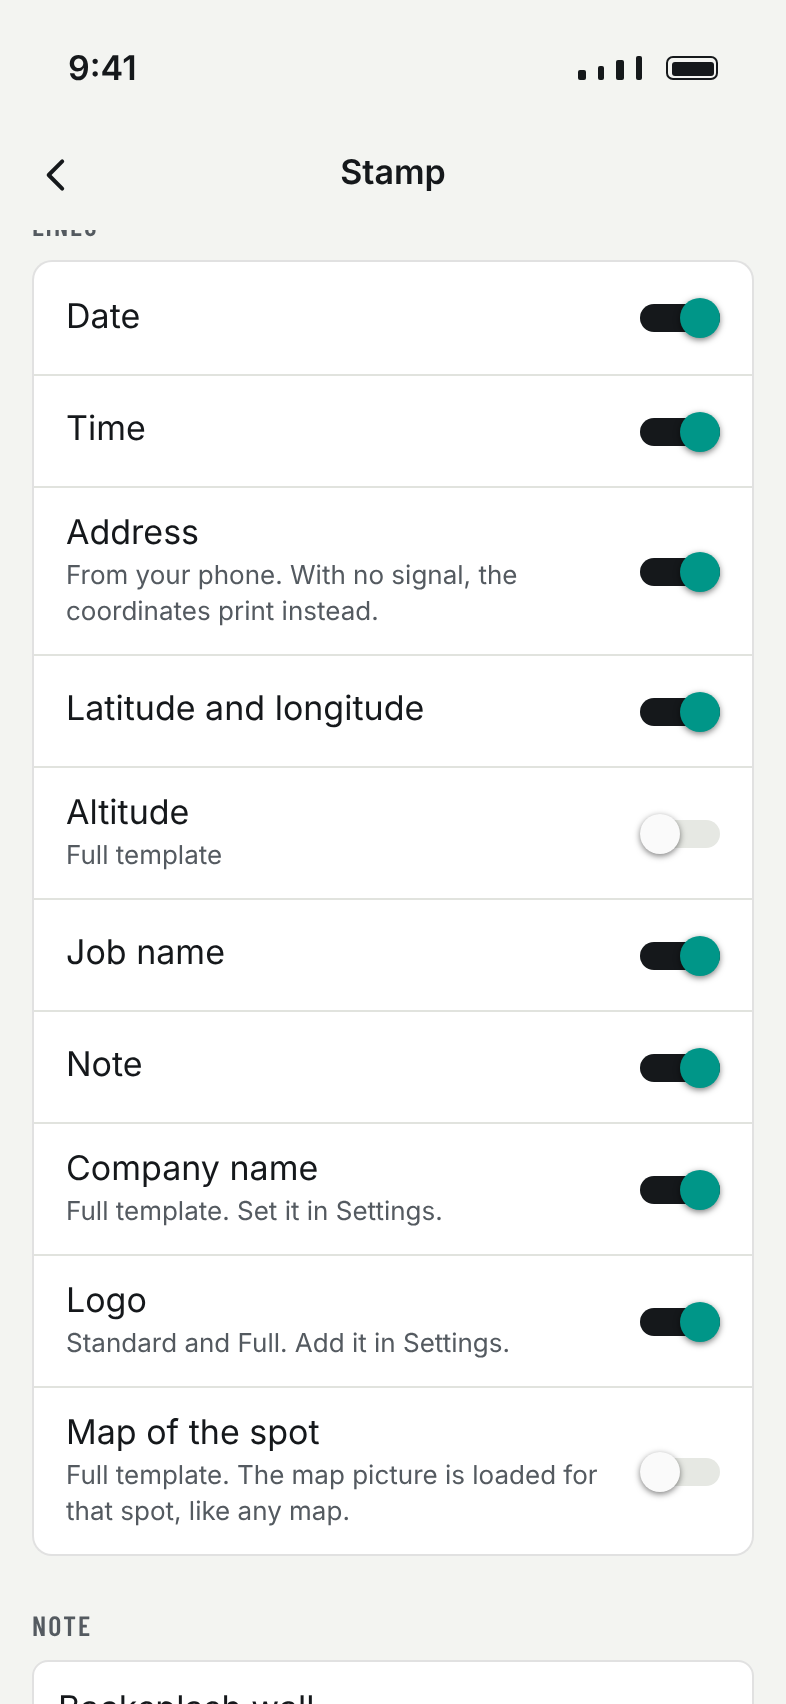 9:41
Stamp
LINES
Date
Time
Address
From your phone. With no signal, the
coordinates print instead.
Latitude and longitude
Altitude
Full template
Job name
Note
Company name
Full template. Set it in Settings.
Logo
Standard and Full. Add it in Settings.
Map of the spot
Full template. The map picture is loaded for
that spot, like any map.
NOTE
Backsplash wall